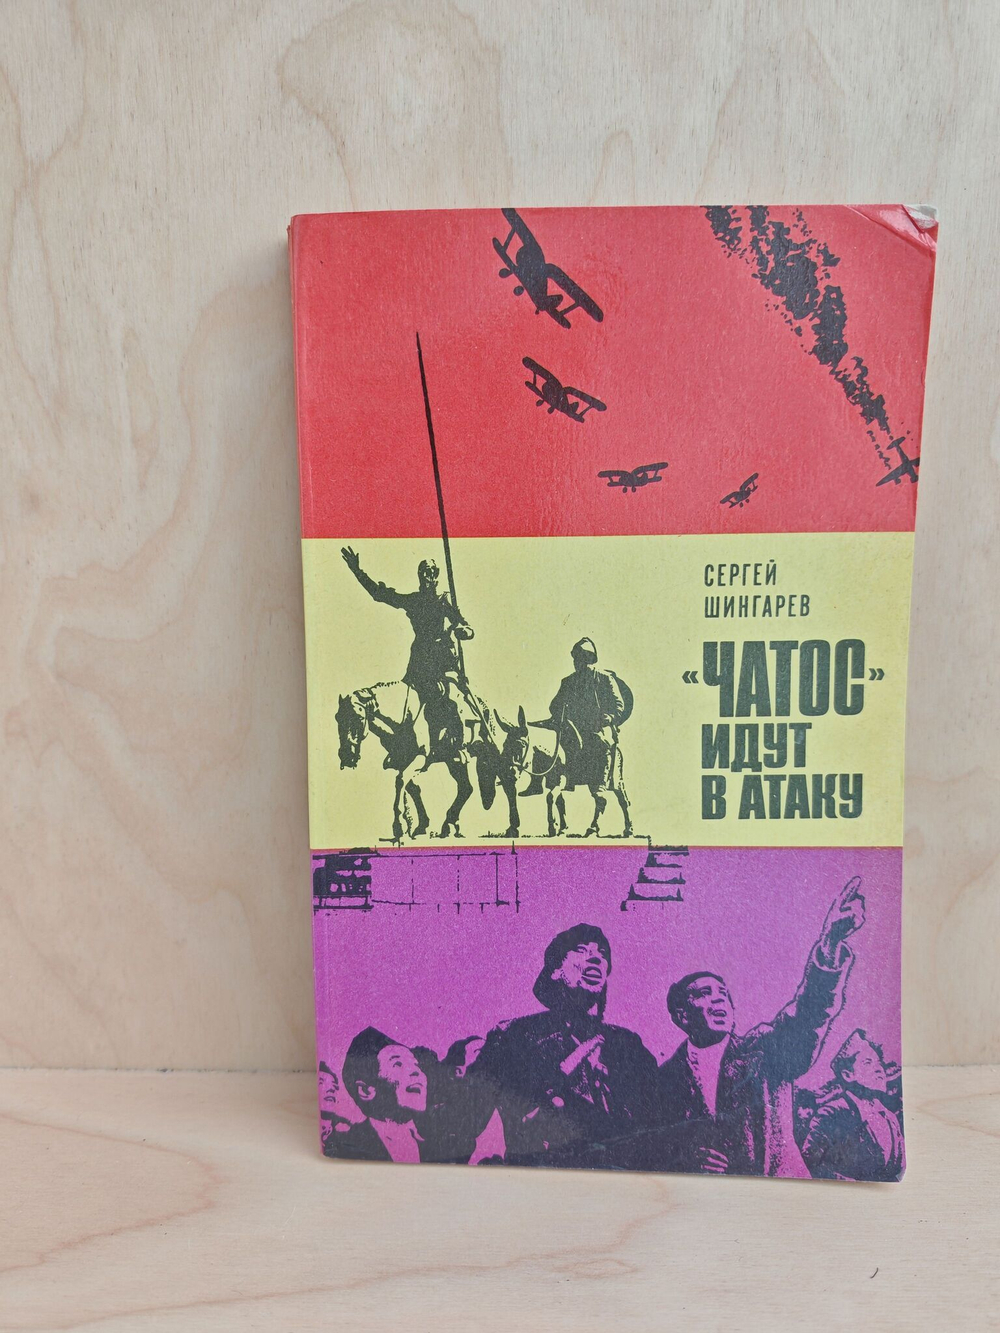 СЕРГЕЙ
ШИНГАРЕВ
«ЧАТОС»
ИДУТ
В АТАКУ